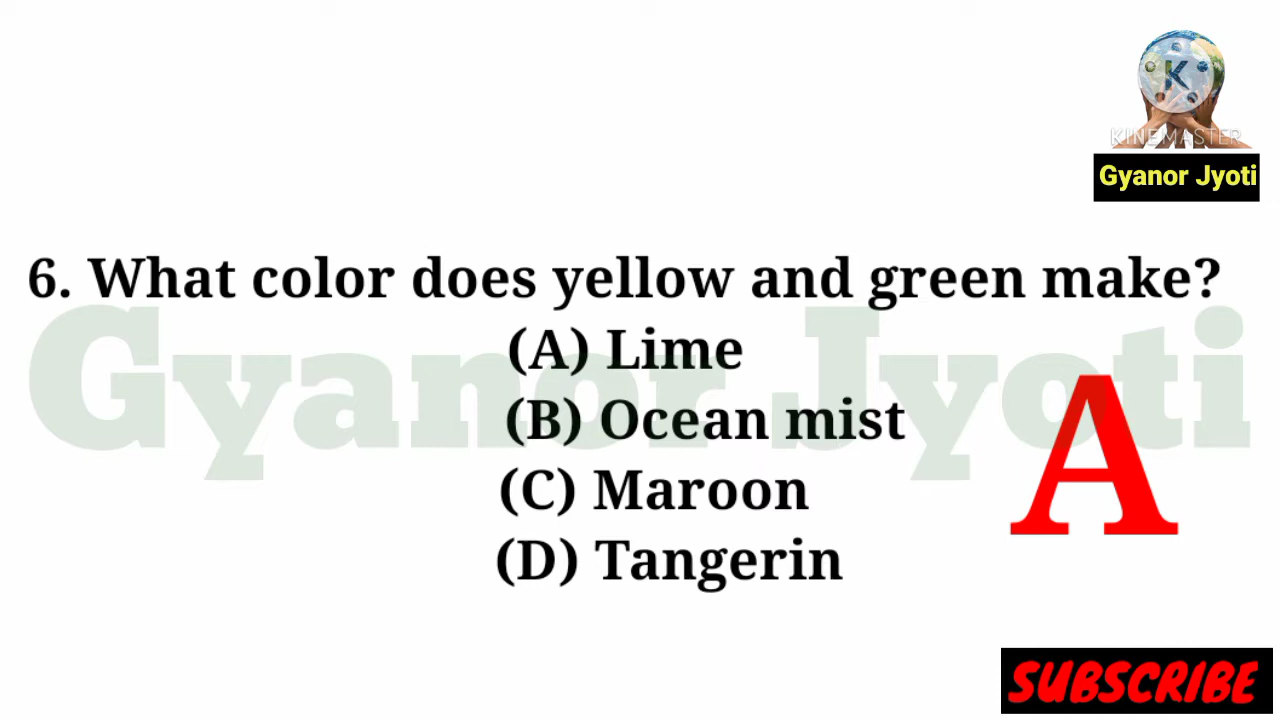 K
KINEMASTER
Gyanor Jyoti
6. What color does yellow and green make?
(A) Lime
(B) Ocean mist
(C) Maroon
(D) Tangerin
Gyanor Jyoti
A
SUBSCRIBE